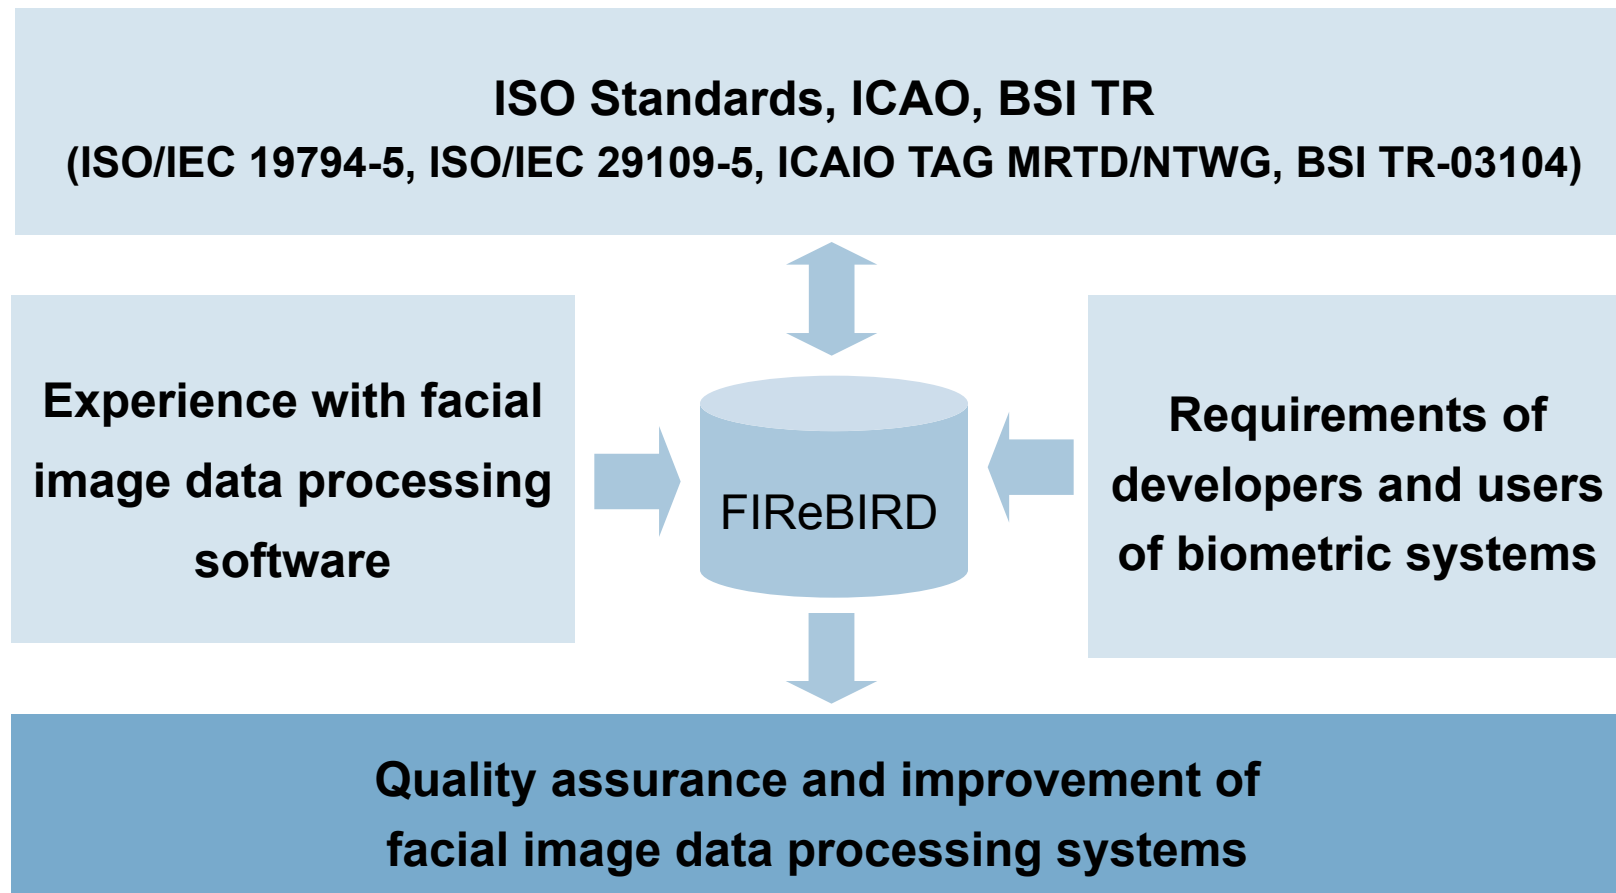 ISO Standards, ICAO, BSI TR
(ISO/IEC 19794-5, ISO/IEC 29109-5, ICAIO TAG MRTD/NTWG, BSI TR-03104)
Experience with facial
image data processing
software
FIReBIRD
Requirements of
developers and users
of biometric systems
Quality assurance and improvement of
facial image data processing systems